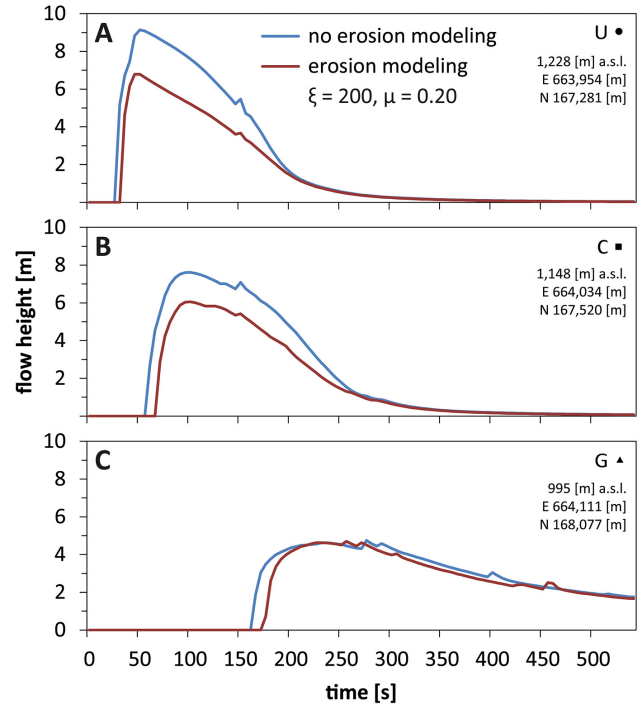 A
10
8
6
4
2
no erosion modeling
erosion modeling
ξ = 200, μ = 0.20
U ●
1,228 [m] a.s.l.
E 663,954 [m]
N 167,281 [m]
B
10
8
6
4
2
C ■
1,148 [m] a.s.l.
E 664,034 [m]
N 167,520 [m]
flow height [m]
C
10
8
6
4
2
0
G ▲
995 [m] a.s.l.
E 664,111 [m]
N 168,077 [m]
0 50 100 150 200 250 300 350 400 450 500
time [s]